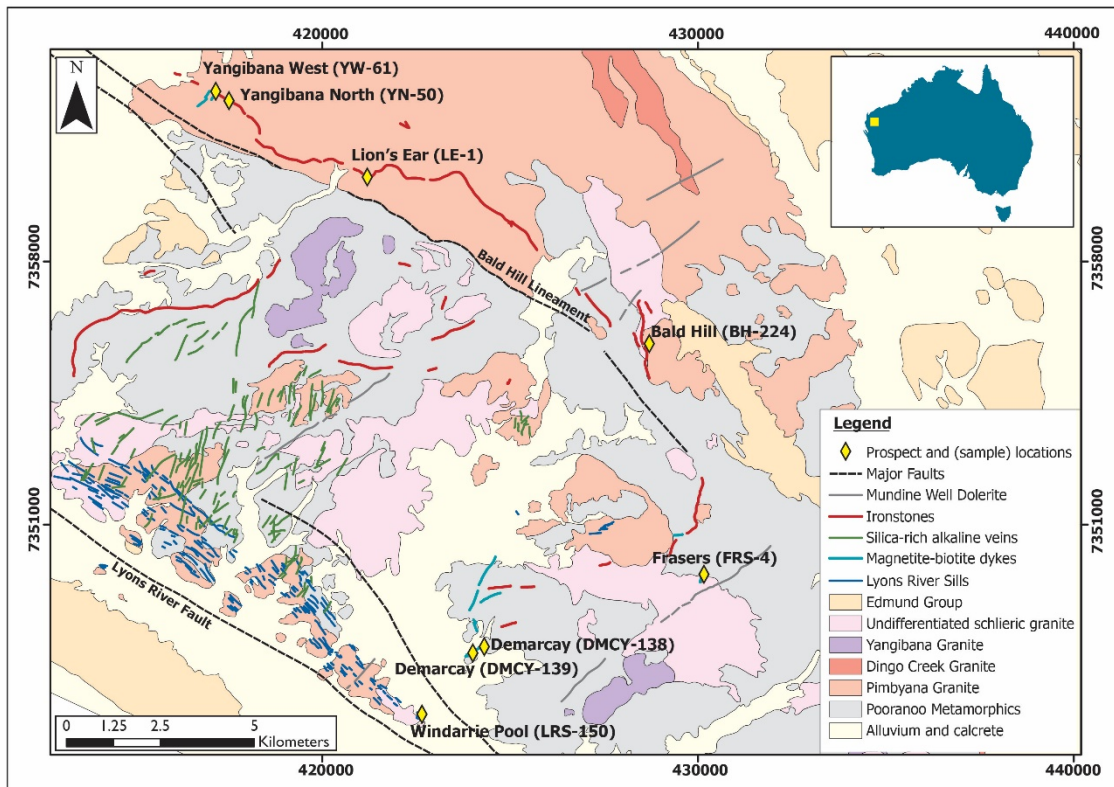 420000
430000
440000
N
Yangibana West (YW-61)
Yangibana North (YN-50)
Lion's Ear (LE-1)
7358000
7358000
Bald Hill Lineament
Bald Hill (BH-224)
7351000
7351000
Lyons River Fault
Frasers (FRS-4)
Demarcay (DMCY-138)
Demarcay (DMCY-139)
Windarrie Pool (LRS-150)
Legend
Prospect and (sample) locations
Major Faults
Mundine Well Dolerite
Ironstones
Silica-rich alkaline veins
Magnetite-biotite dykes
Lyons River Sills
Edmund Group
Undifferentiated schlieric granite
Yangibana Granite
Dingo Creek Granite
Pimbyana Granite
Pooranoo Metamorphics
Alluvium and calcrete
0 1.25 2.5 5
Kilometers
420000
430000
440000